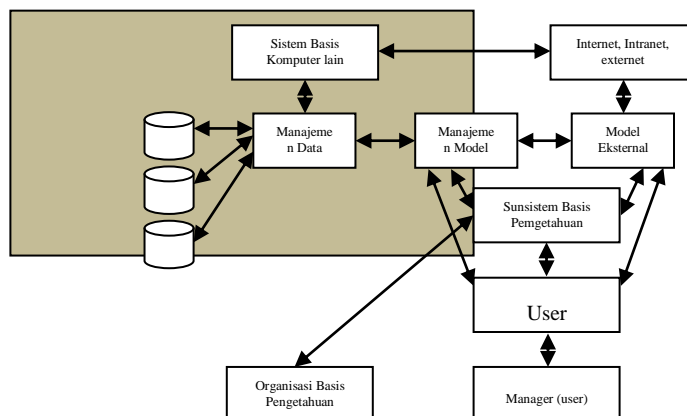 Sistem Basis
Komputer lain
Internet, Intranet,
external
Manajeme
n Data
Manajeme
n Model
Model
Eksternal
Sunsistem Basis
Pemgetahuan
User
Organisasi Basis
Pengetahuan
Manager (user)